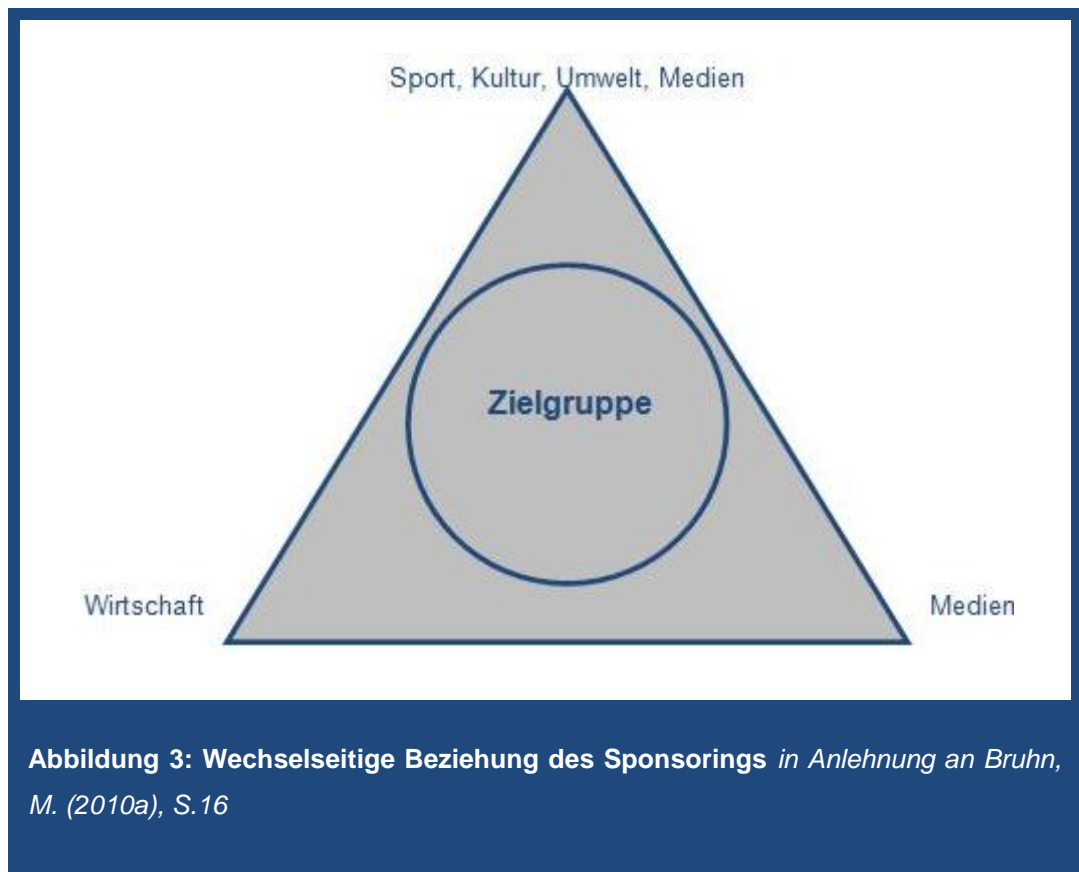 Sport, Kultur, Umwelt, Medien
Zielgruppe
Wirtschaft
Medien
Abbildung 3: Wechselseitige Beziehung des Sponsorings in Anlehnung an Bruhn,
M. (2010a), S.16